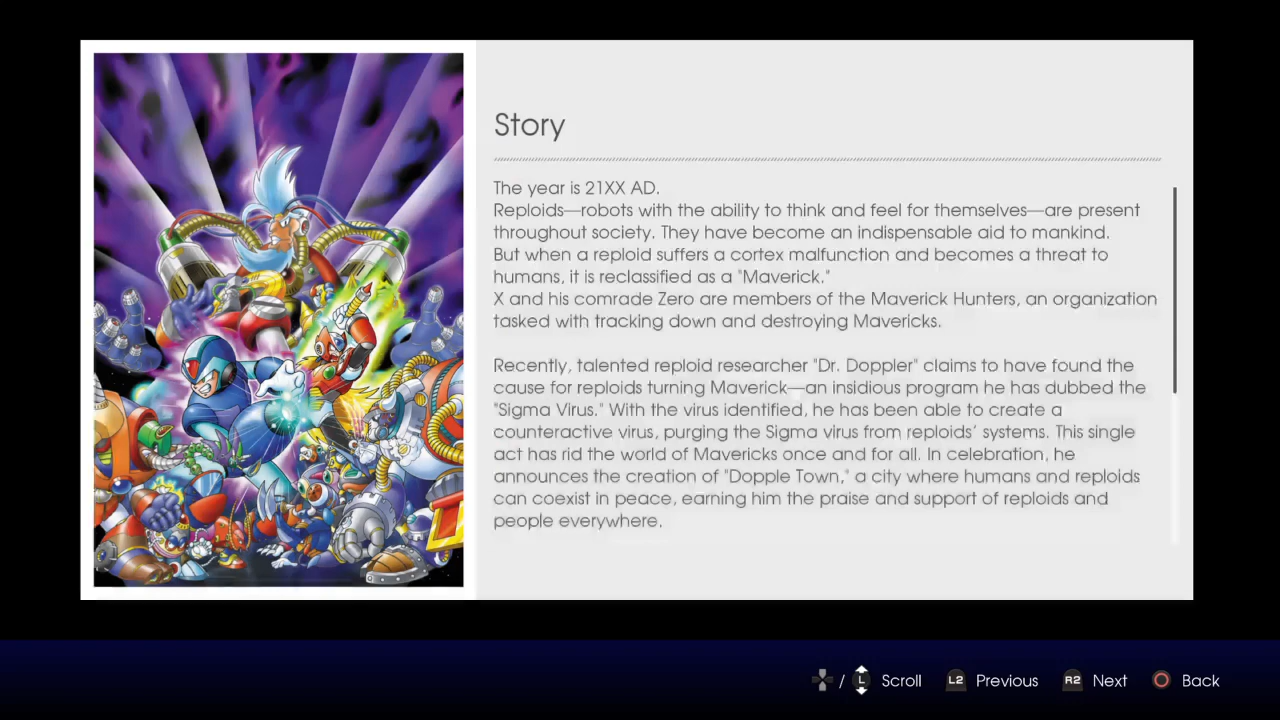 Story
The year is 21XX AD.
Reploids—robots with the ability to think and feel for themselves—are present
throughout society. They have become an indispensable aid to mankind.
But when a reploid suffers a cortex malfunction and becomes a threat to
humans, it is reclassified as a "Maverick."
X and his comrade Zero are members of the Maverick Hunters, an organization
tasked with tracking down and destroying Mavericks.
Recently, talented reploid researcher "Dr. Doppler" claims to have found the
cause for reploids turning Maverick—an insidious program he has dubbed the
"Sigma Virus." With the virus identified, he has been able to create a
counteractive virus, purging the Sigma virus from reploids’ systems. This single
act has rid the world of Mavericks once and for all. In celebration, he
announces the creation of "Dopple Town," a city where humans and reploids
can coexist in peace, earning him the praise and support of reploids and
people everywhere.
/ L Scroll L2 Previous R2 Next Back